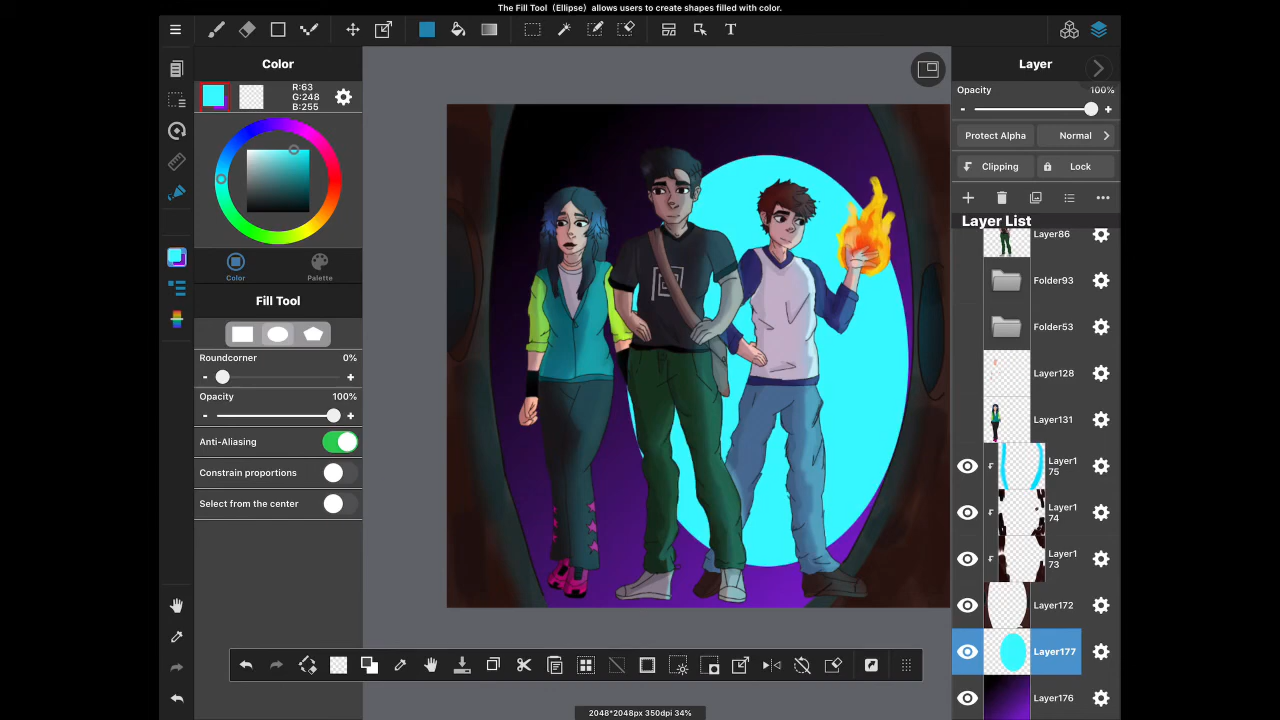 The Fill Tool（Ellipse）allows users to create shapes filled with color.
T
Color
R:63
G:248
B:255
Color
Palette
Fill Tool
Roundcorner 0%
- +
Opacity 100%
- +
Anti-Aliasing
Constrain proportions
Select from the center
Layer
Opacity 100%
- +
Protect Alpha Normal
Clipping Lock
Layer List
Layer86
Folder93
Folder53
Layer128
Layer131
Layer1
75
Layer1
74
Layer1
73
Layer172
Layer177
Layer176
2048*2048px 350dpi 34%